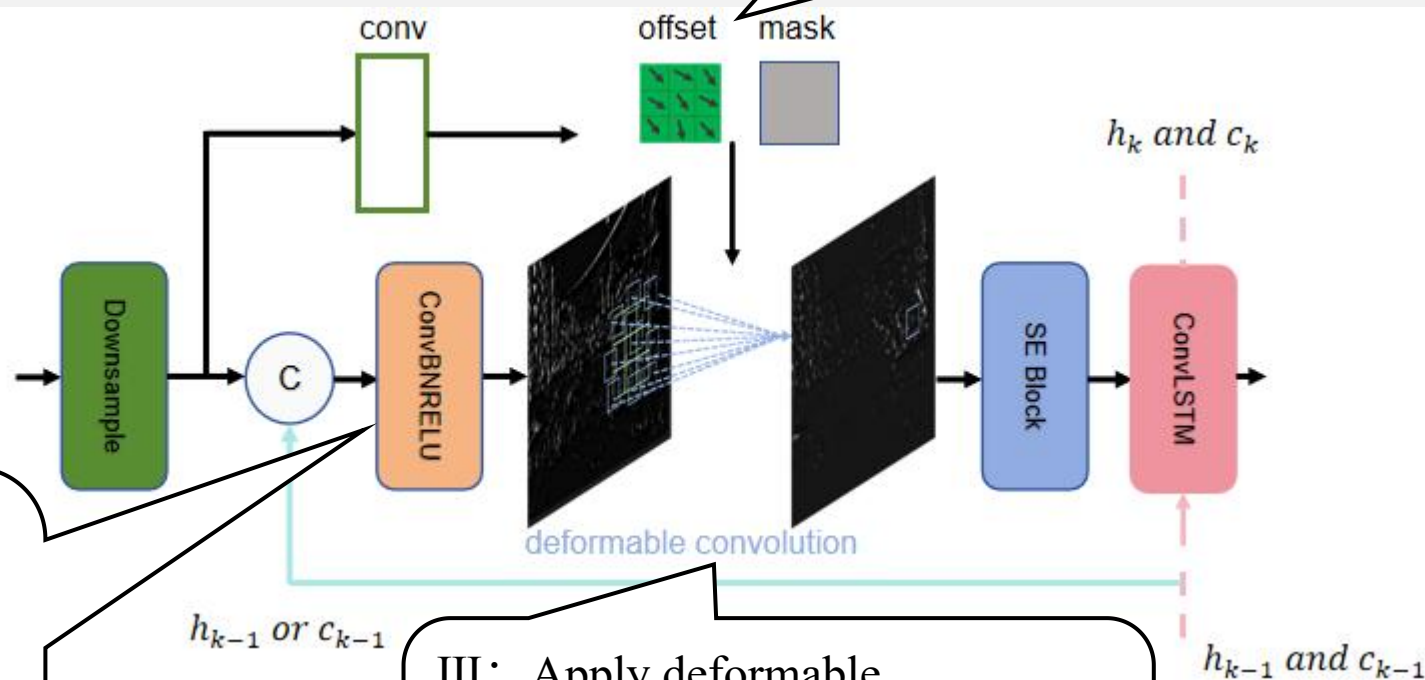 conv
offset
mask
h_k and c_k
Downsample
C
ConvBNRELU
SE Block
ConvLSTM
deformable convolution
h_{k-1} or c_{k-1}
III: Apply deformable
h_{k-1} and c_{k-1}